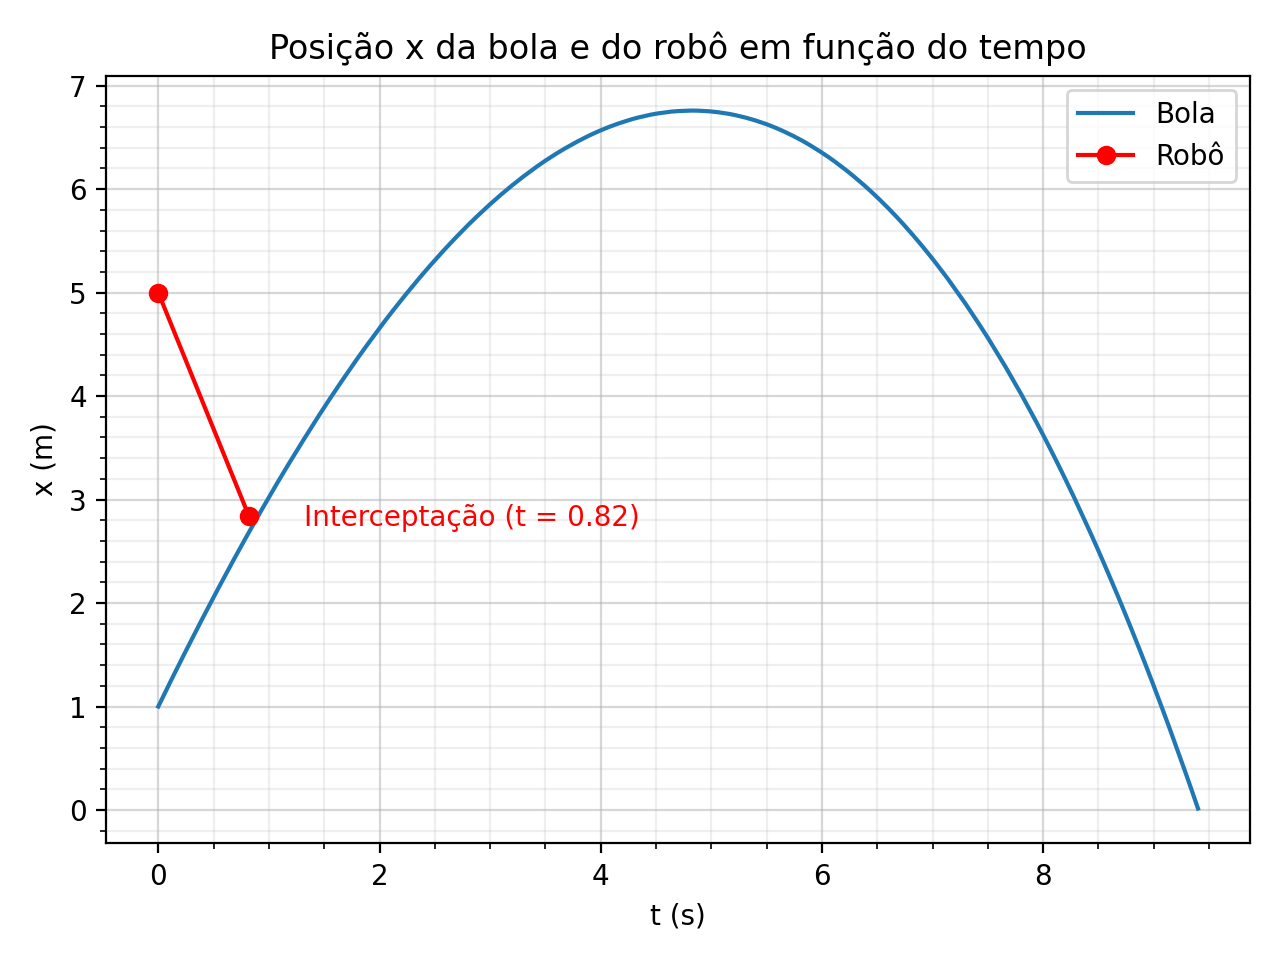 Posição x da bola e do robô em função do tempo
Bola
Robô
7
6
5
4
3
2
1
0
x (m)
Interceptação (t = 0.82)
0 2 4 6 8
t (s)